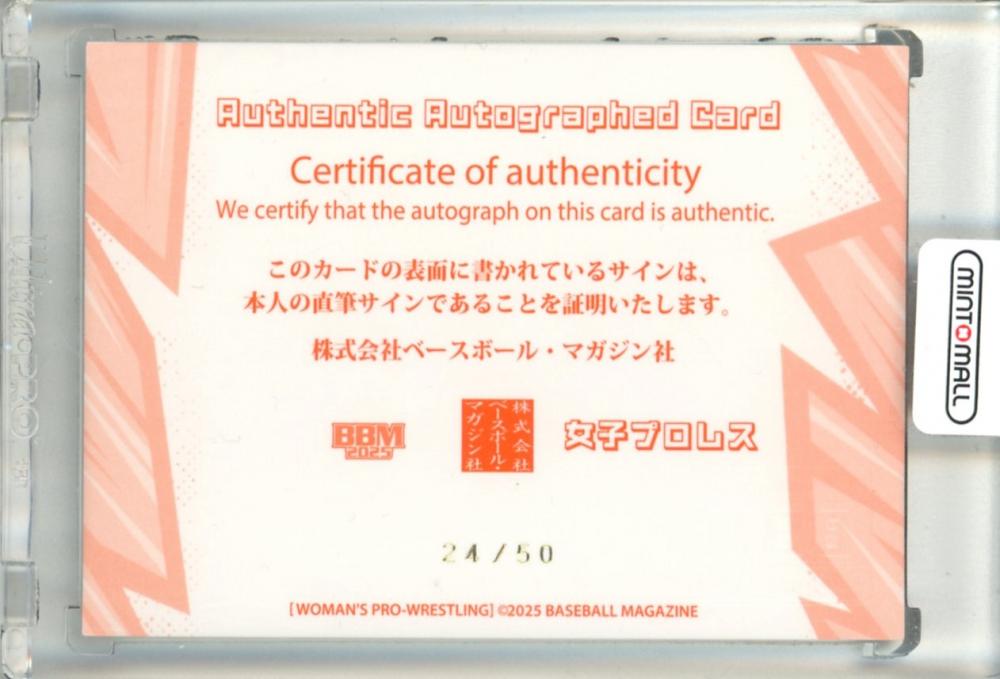 Authentic Autographed Card
Certificate of authenticity
We certify that the autograph on this card is authentic.
このカードの表面に書かれているサインは、
本人の直筆サインであることを証明いたします。
株式会社ベースボール・マガジン社
BBM
2025
株式会社
ベースボール・
マガジン社
女子プロレス
24/50
[WOMAN'S PRO-WRESTLING] ©2025 BASEBALL MAGAZINE
MINTOMALL
UltraPRO